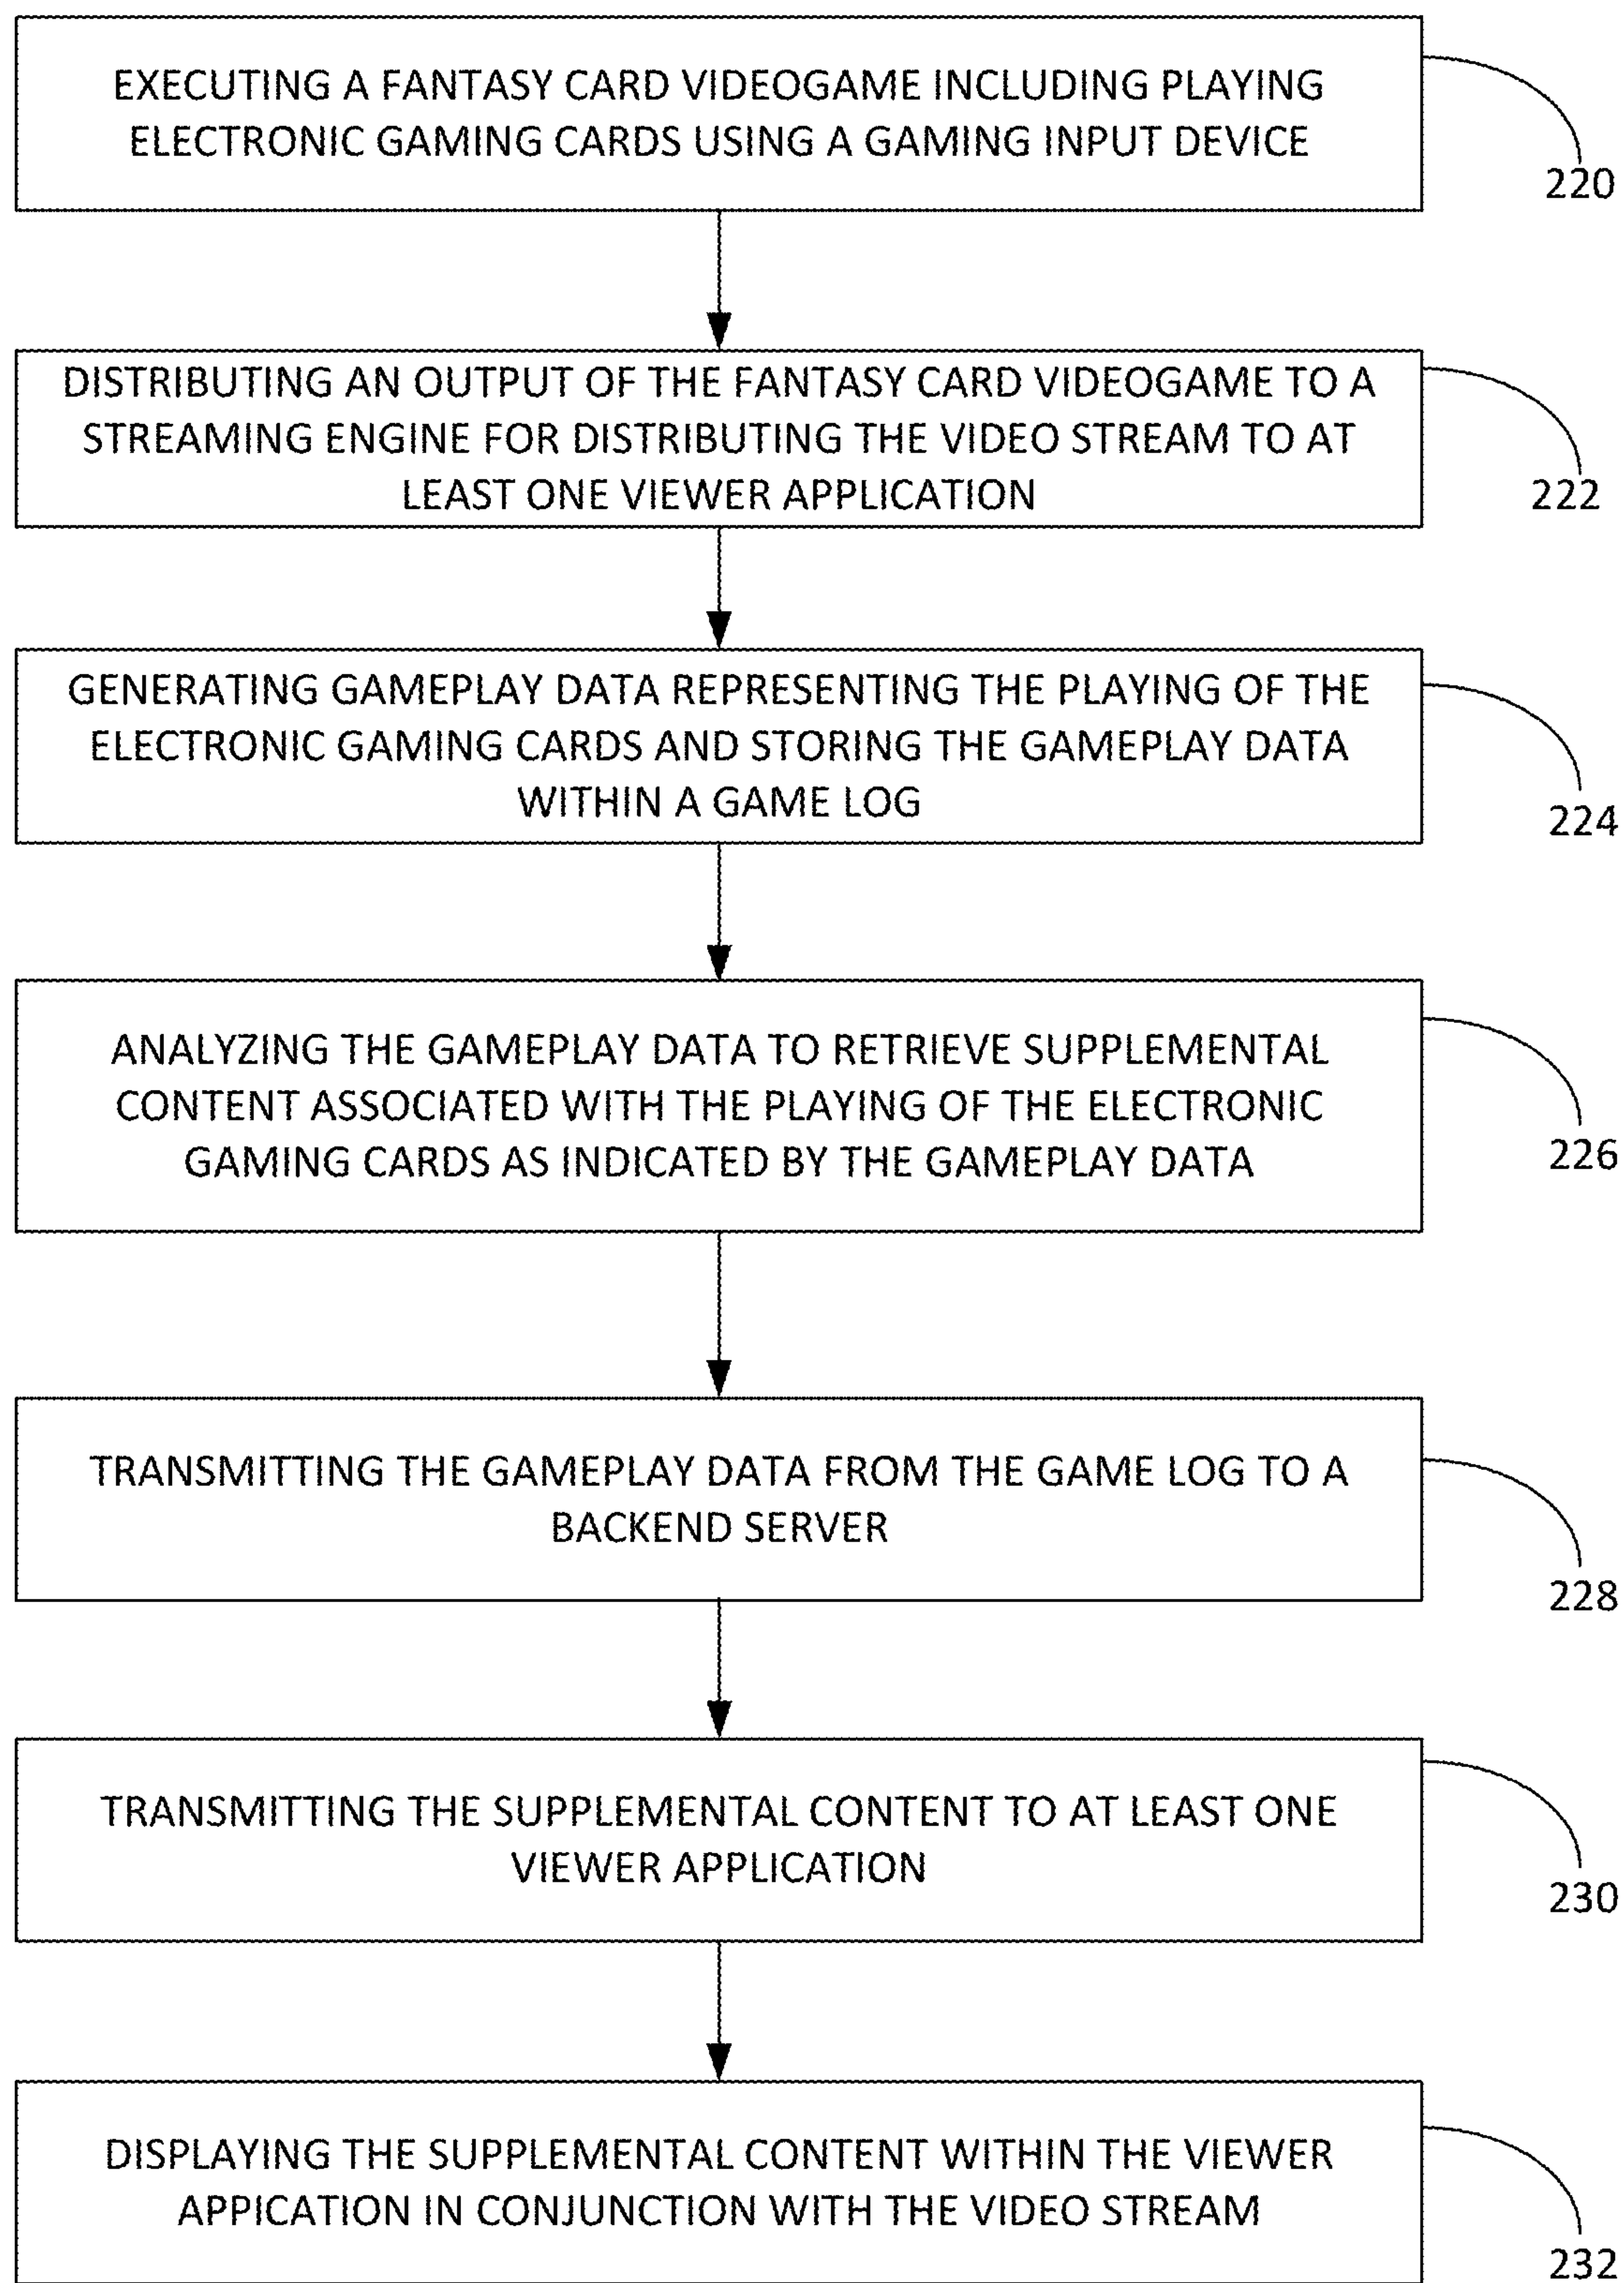 EXECUTING A FANTASY CARD VIDEOGAME INCLUDING PLAYING
ELECTRONIC GAMING CARDS USING A GAMING INPUT DEVICE
220
DISTRIBUTING AN OUTPUT OF THE FANTASY CARD VIDEOGAME TO A
STREAMING ENGINE FOR DISTRIBUTING THE VIDEO STREAM TO AT
LEAST ONE VIEWER APPLICATION
222
GENERATING GAMEPLAY DATA REPRESENTING THE PLAYING OF THE
ELECTRONIC GAMING CARDS AND STORING THE GAMEPLAY DATA
WITHIN A GAME LOG
224
ANALYZING THE GAMEPLAY DATA TO RETRIEVE SUPPLEMENTAL
CONTENT ASSOCIATED WITH THE PLAYING OF THE ELECTRONIC
GAMING CARDS AS INDICATED BY THE GAMEPLAY DATA
226
TRANSMITTING THE GAMEPLAY DATA FROM THE GAME LOG TO A
BACKEND SERVER
228
TRANSMITTING THE SUPPLEMENTAL CONTENT TO AT LEAST ONE
VIEWER APPLICATION
230
DISPLAYING THE SUPPLEMENTAL CONTENT WITHIN THE VIEWER
APPICATION IN CONJUNCTION WITH THE VIDEO STREAM
232